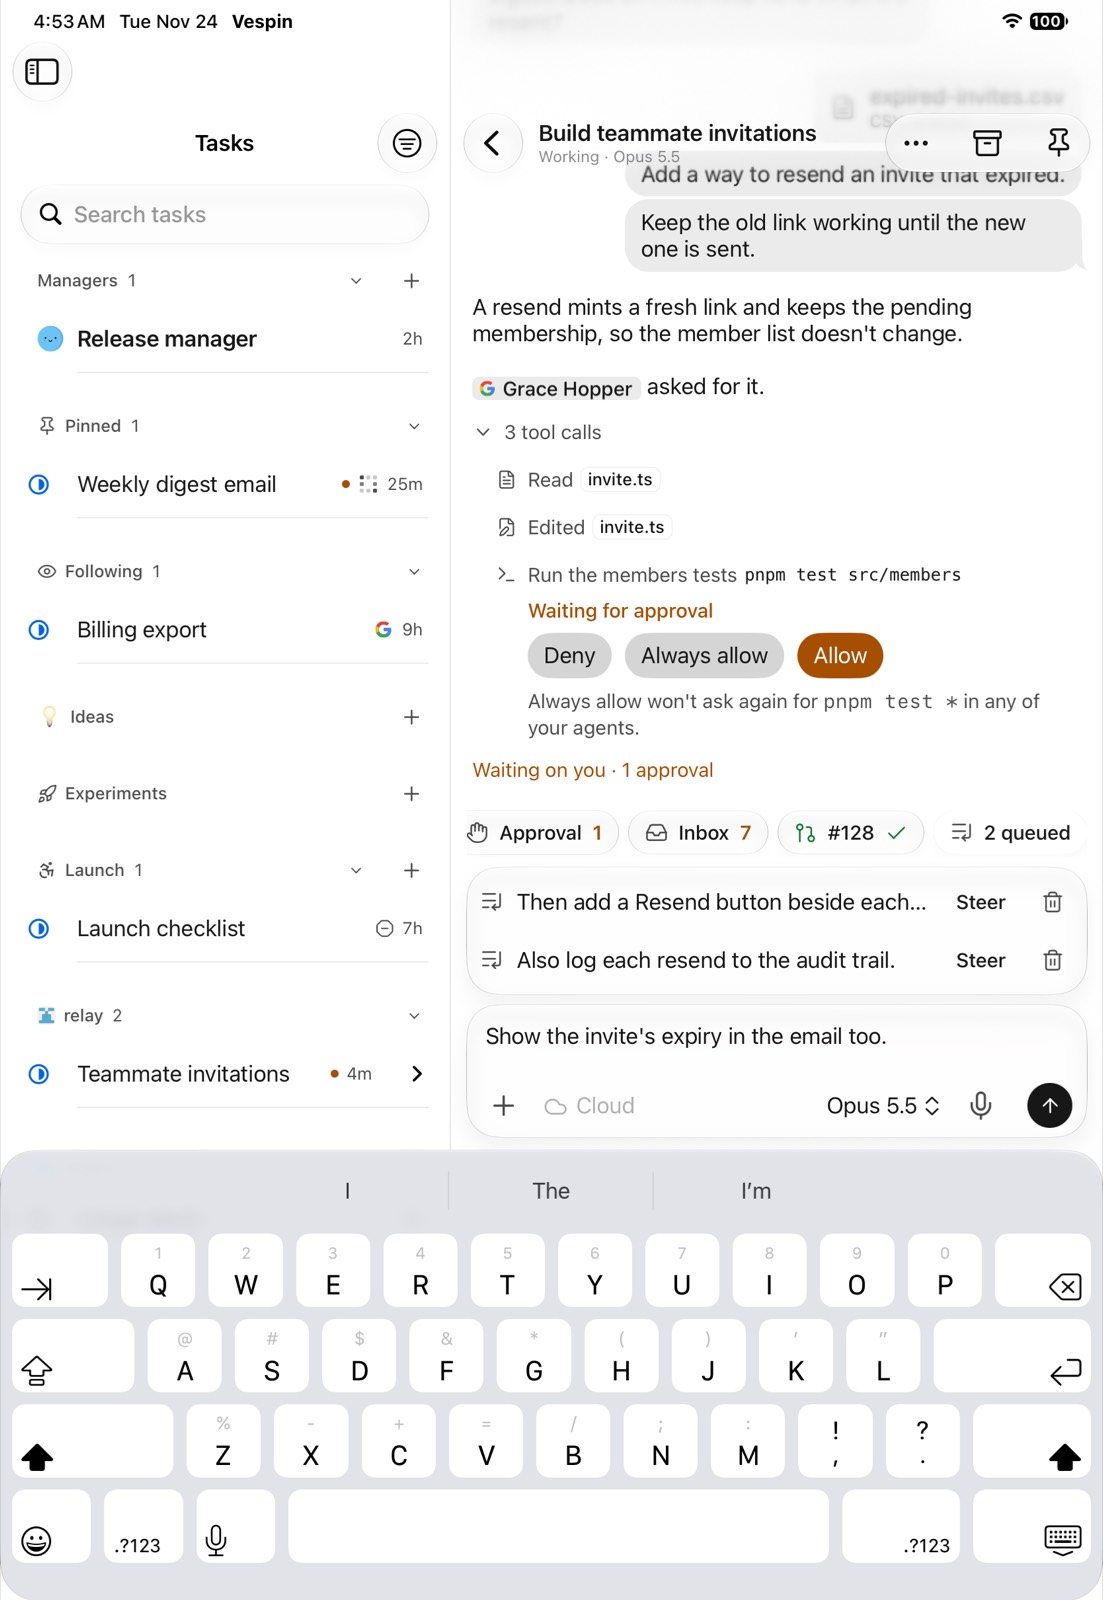 4:53 AM Tue Nov 24 Vespin
100
Tasks
Search tasks
Managers 1
Release manager 2h
Pinned 1
Weekly digest email 25m
Following 1
Billing export 9h
Ideas
Experiments
Launch 1
Launch checklist 7h
relay 2
Teammate invitations 4m
expired-invites.csv
Build teammate invitations
Working · Opus 5.5
Add a way to resend an invite that expired.
Keep the old link working until the new
one is sent.
A resend mints a fresh link and keeps the pending
membership, so the member list doesn't change.
Grace Hopper asked for it.
3 tool calls
Read invite.ts
Edited invite.ts
Run the members tests pnpm test src/members
Waiting for approval
Deny Always allow Allow
Always allow won't ask again for pnpm test * in any of
your agents.
Waiting on you · 1 approval
Approval 1 Inbox 7 #128 2 queued
Then add a Resend button beside each... Steer
Also log each resend to the audit trail. Steer
Show the invite's expiry in the email too.
Cloud Opus 5.5
I The I'm
1 2 3 4 5 6 7 8 9 0
Q W E R T Y U I O P
@ # $ & * ( ) ' "
A S D F G H J K L
% - + = / ; : ! ?
Z X C V B N M , .
.?123 .?123